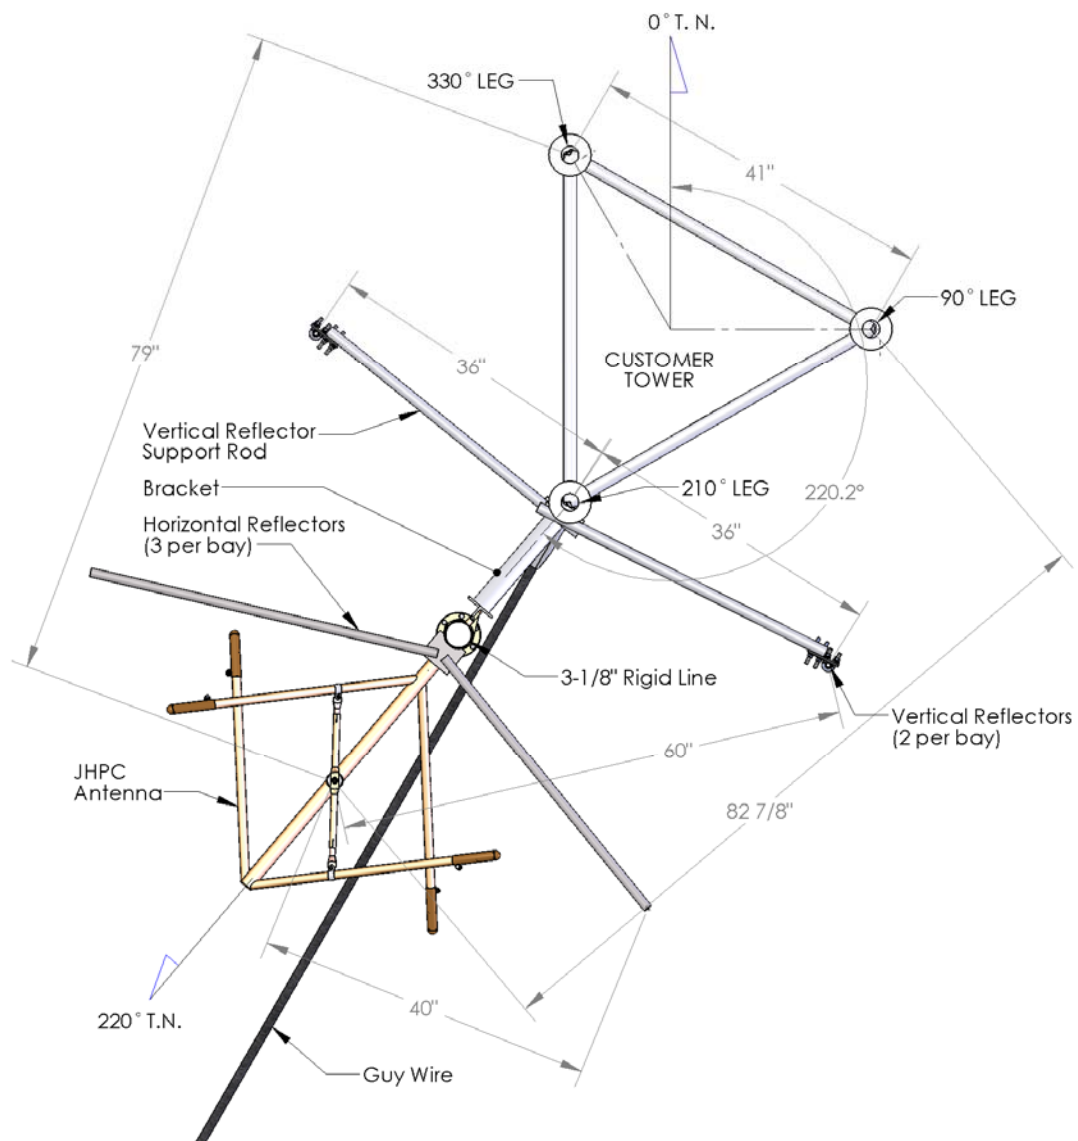 0° T. N.
330° LEG
41"
90° LEG
79"
36"
CUSTOMER
TOWER
Vertical Reflector
Support Rod
Bracket
210° LEG
220.2°
Horizontal Reflectors
(3 per bay)
36"
3-1/8" Rigid Line
Vertical Reflectors
(2 per bay)
60"
JHPC
Antenna
82 7/8"
40"
220° T.N.
Guy Wire